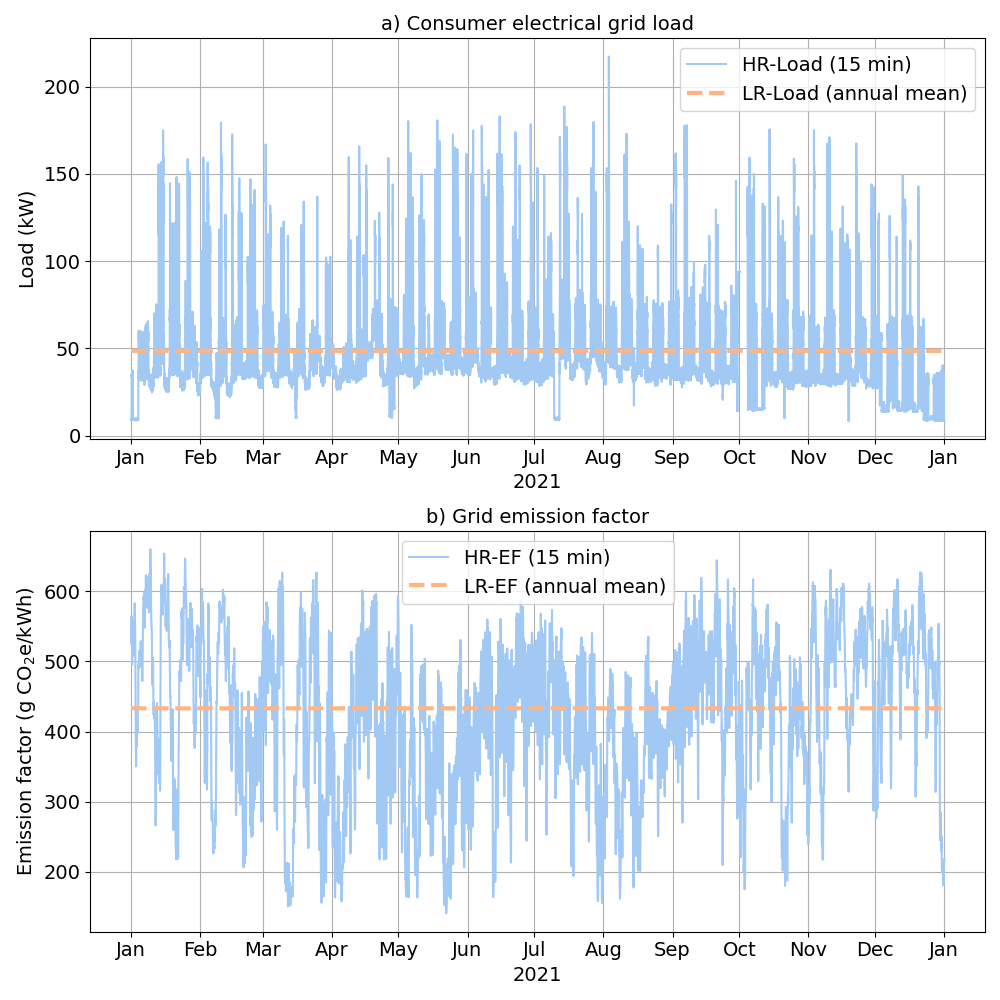 a) Consumer electrical grid load
HR-Load (15 min)
LR-Load (annual mean)
Load (kW)
200
150
100
50
0
Jan Feb Mar Apr May Jun Jul Aug Sep Oct Nov Dec Jan
2021
b) Grid emission factor
HR-EF (15 min)
LR-EF (annual mean)
Emission factor (g CO₂e/kWh)
600
500
400
300
200
Jan Feb Mar Apr May Jun Jul Aug Sep Oct Nov Dec Jan
2021